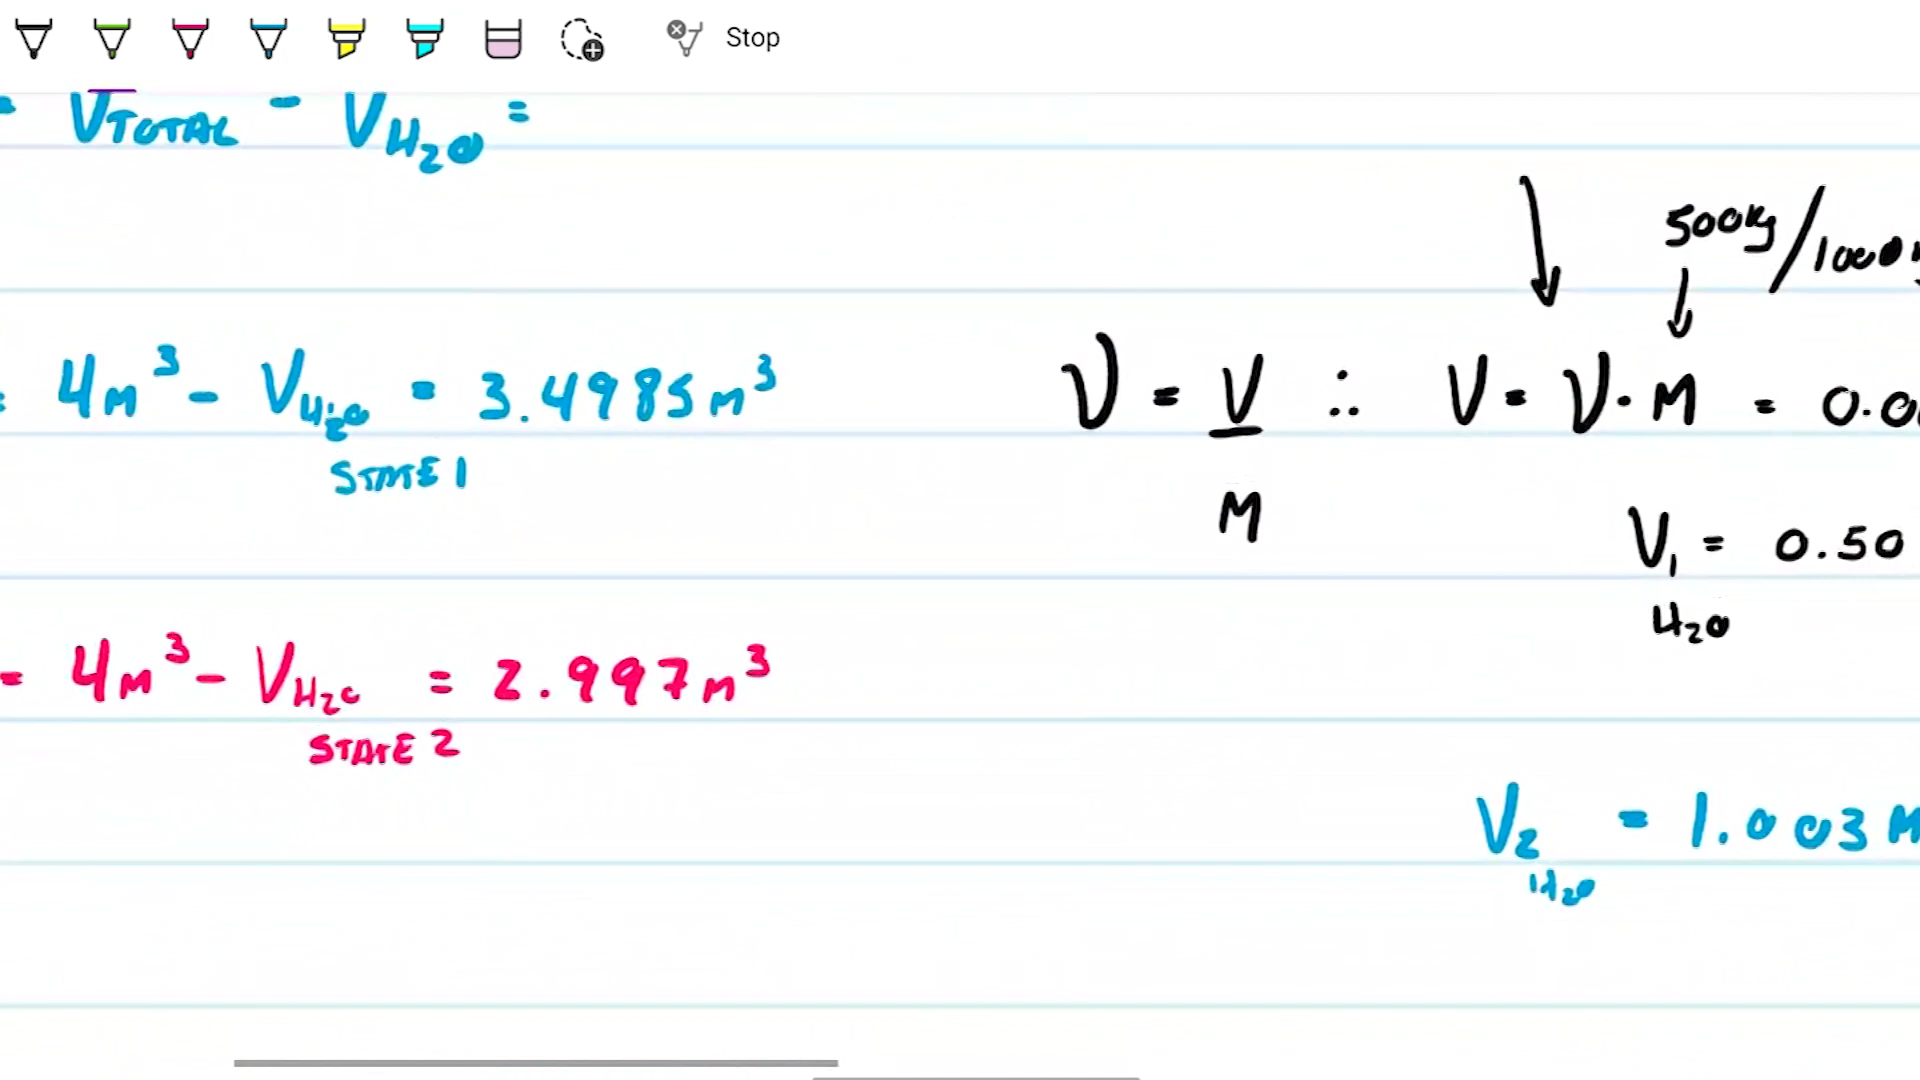 Stop
- VTOTAL - VH₂O =
500kg/1000
= 4m³ - VH₂O = 3.4985m³
STATE 1
ν = V/M ∴ V = ν · M = 0.0
V₁ = 0.50
H₂O
= 4m³ - VH₂O = 2.997m³
STATE 2
V₂ = 1.003 M
H₂O